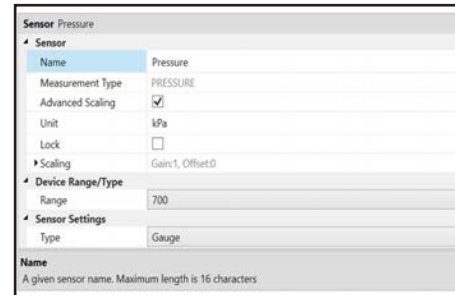 Sensor Pressure
Sensor
Name Pressure
Measurement Type PRESSURE
Advanced Scaling
Unit kPa
Lock
Scaling Gain:1, Offset:0
Device Range/Type
Range 700
Sensor Settings
Type Gauge
Name
A given sensor name. Maximum length is 16 characters